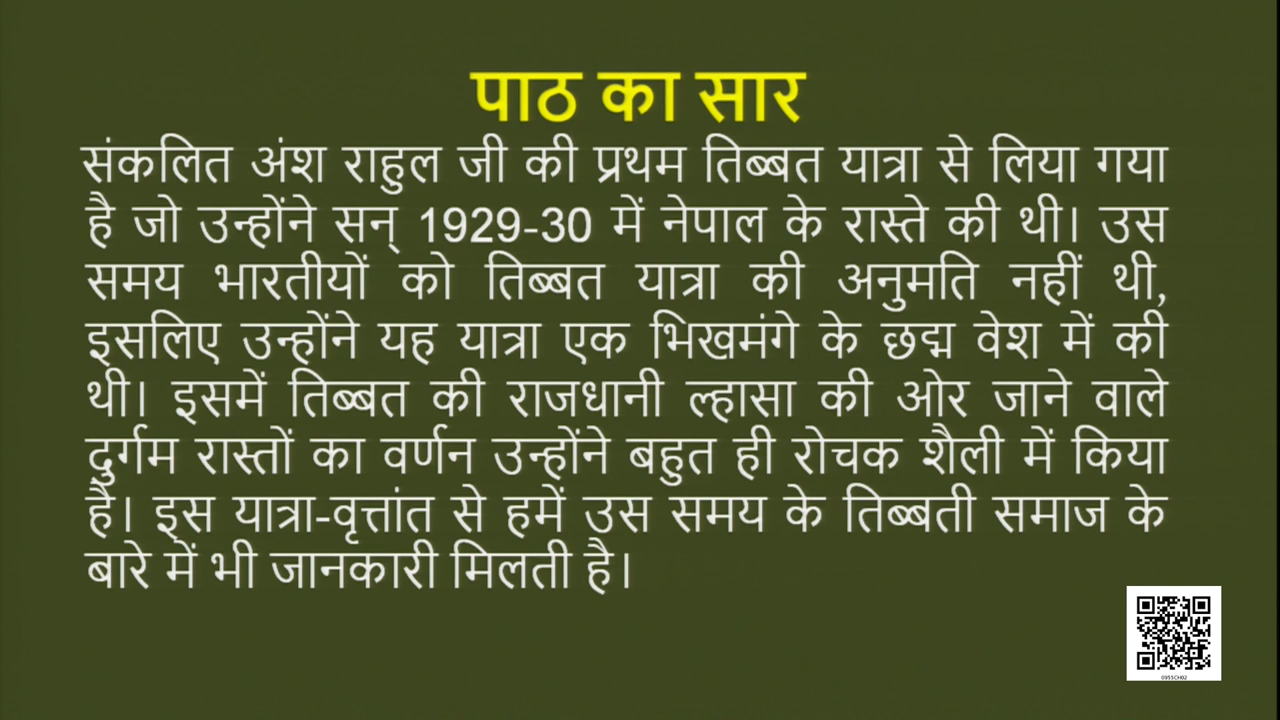 पाठ का सार
संकलित अंश राहुल जी की प्रथम तिब्बत यात्रा से लिया गया
है जो उन्होंने सन् 1929-30 में नेपाल के रास्ते की थी। उस
समय भारतीयों को तिब्बत यात्रा की अनुमति नहीं थी,
इसलिए उन्होंने यह यात्रा एक भिखमंगे के छद्म वेश में की
थी। इसमें तिब्बत की राजधानी ल्हासा की ओर जाने वाले
दुर्गम रास्तों का वर्णन उन्होंने बहुत ही रोचक शैली में किया
है। इस यात्रा-वृत्तांत से हमें उस समय के तिब्बती समाज के
बारे में भी जानकारी मिलती है।
0955CH02